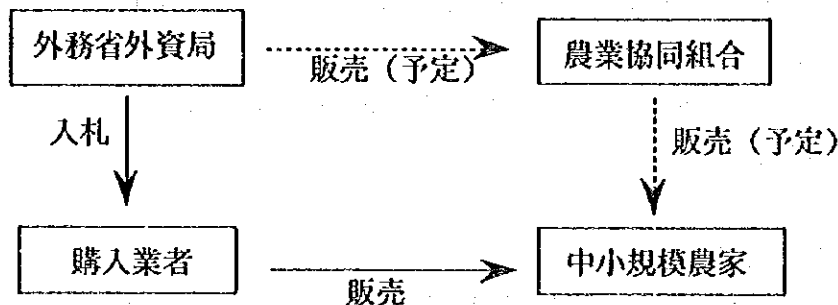 外務省外資局
販売（予定）
農業協同組合
入札
販売（予定）
購入業者
販売
中小規模農家